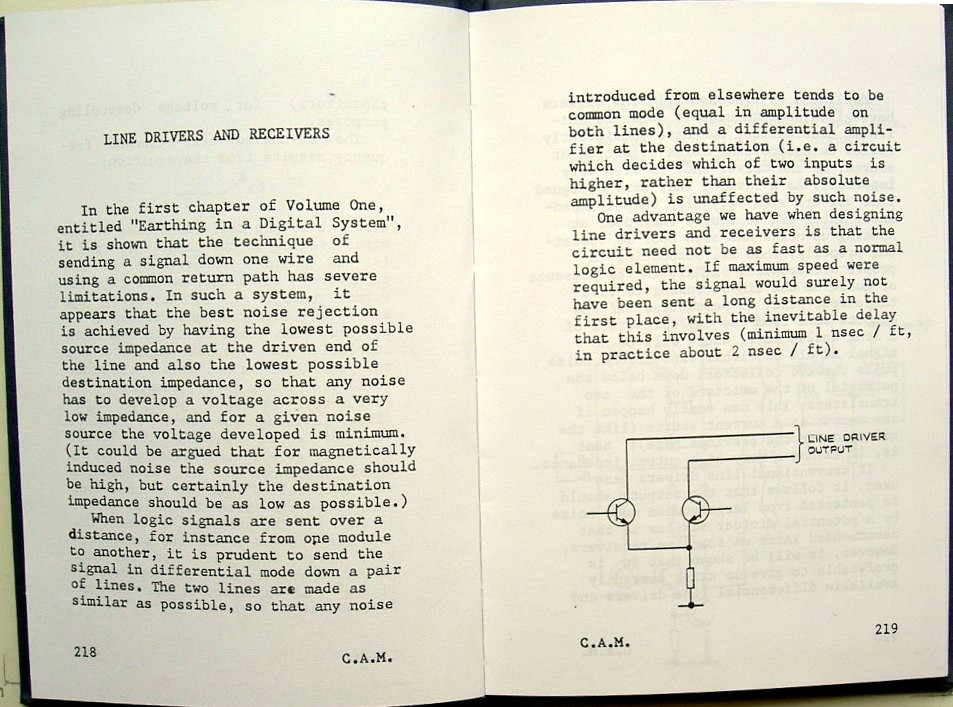 LINE DRIVERS AND RECEIVERS
In the first chapter of Volume One,
entitled "Earthing in a Digital System",
it is shown that the technique of
sending a signal down one wire and
using a common return path has severe
limitations. In such a system, it
appears that the best noise rejection
is achieved by having the lowest possible
source impedance at the driven end of
the line and also the lowest possible
destination impedance, so that any noise
has to develop a voltage across a very
low impedance, and for a given noise
source the voltage developed is minimum.
(It could be argued that for magnetically
induced noise the source impedance should
be high, but certainly the destination
impedance should be as low as possible.)
When logic signals are sent over a
distance, for instance from one module
to another, it is prudent to send the
signal in differential mode down a pair
of lines. The two lines are made as
similar as possible, so that any noise
218
C.A.M.
introduced from elsewhere tends to be
common mode (equal in amplitude on
both lines), and a differential ampli-
fier at the destination (i.e. a circuit
which decides which of two inputs is
higher, rather than their absolute
amplitude) is unaffected by such noise.
One advantage we have when designing
line drivers and receivers is that the
circuit need not be as fast as a normal
logic element. If maximum speed were
required, the signal would surely not
have been sent a long distance in the
first place, with the inevitable delay
that this involves (minimum 1 nsec / ft,
in practice about 2 nsec / ft).
LINE DRIVER
OUTPUT
C.A.M.
219